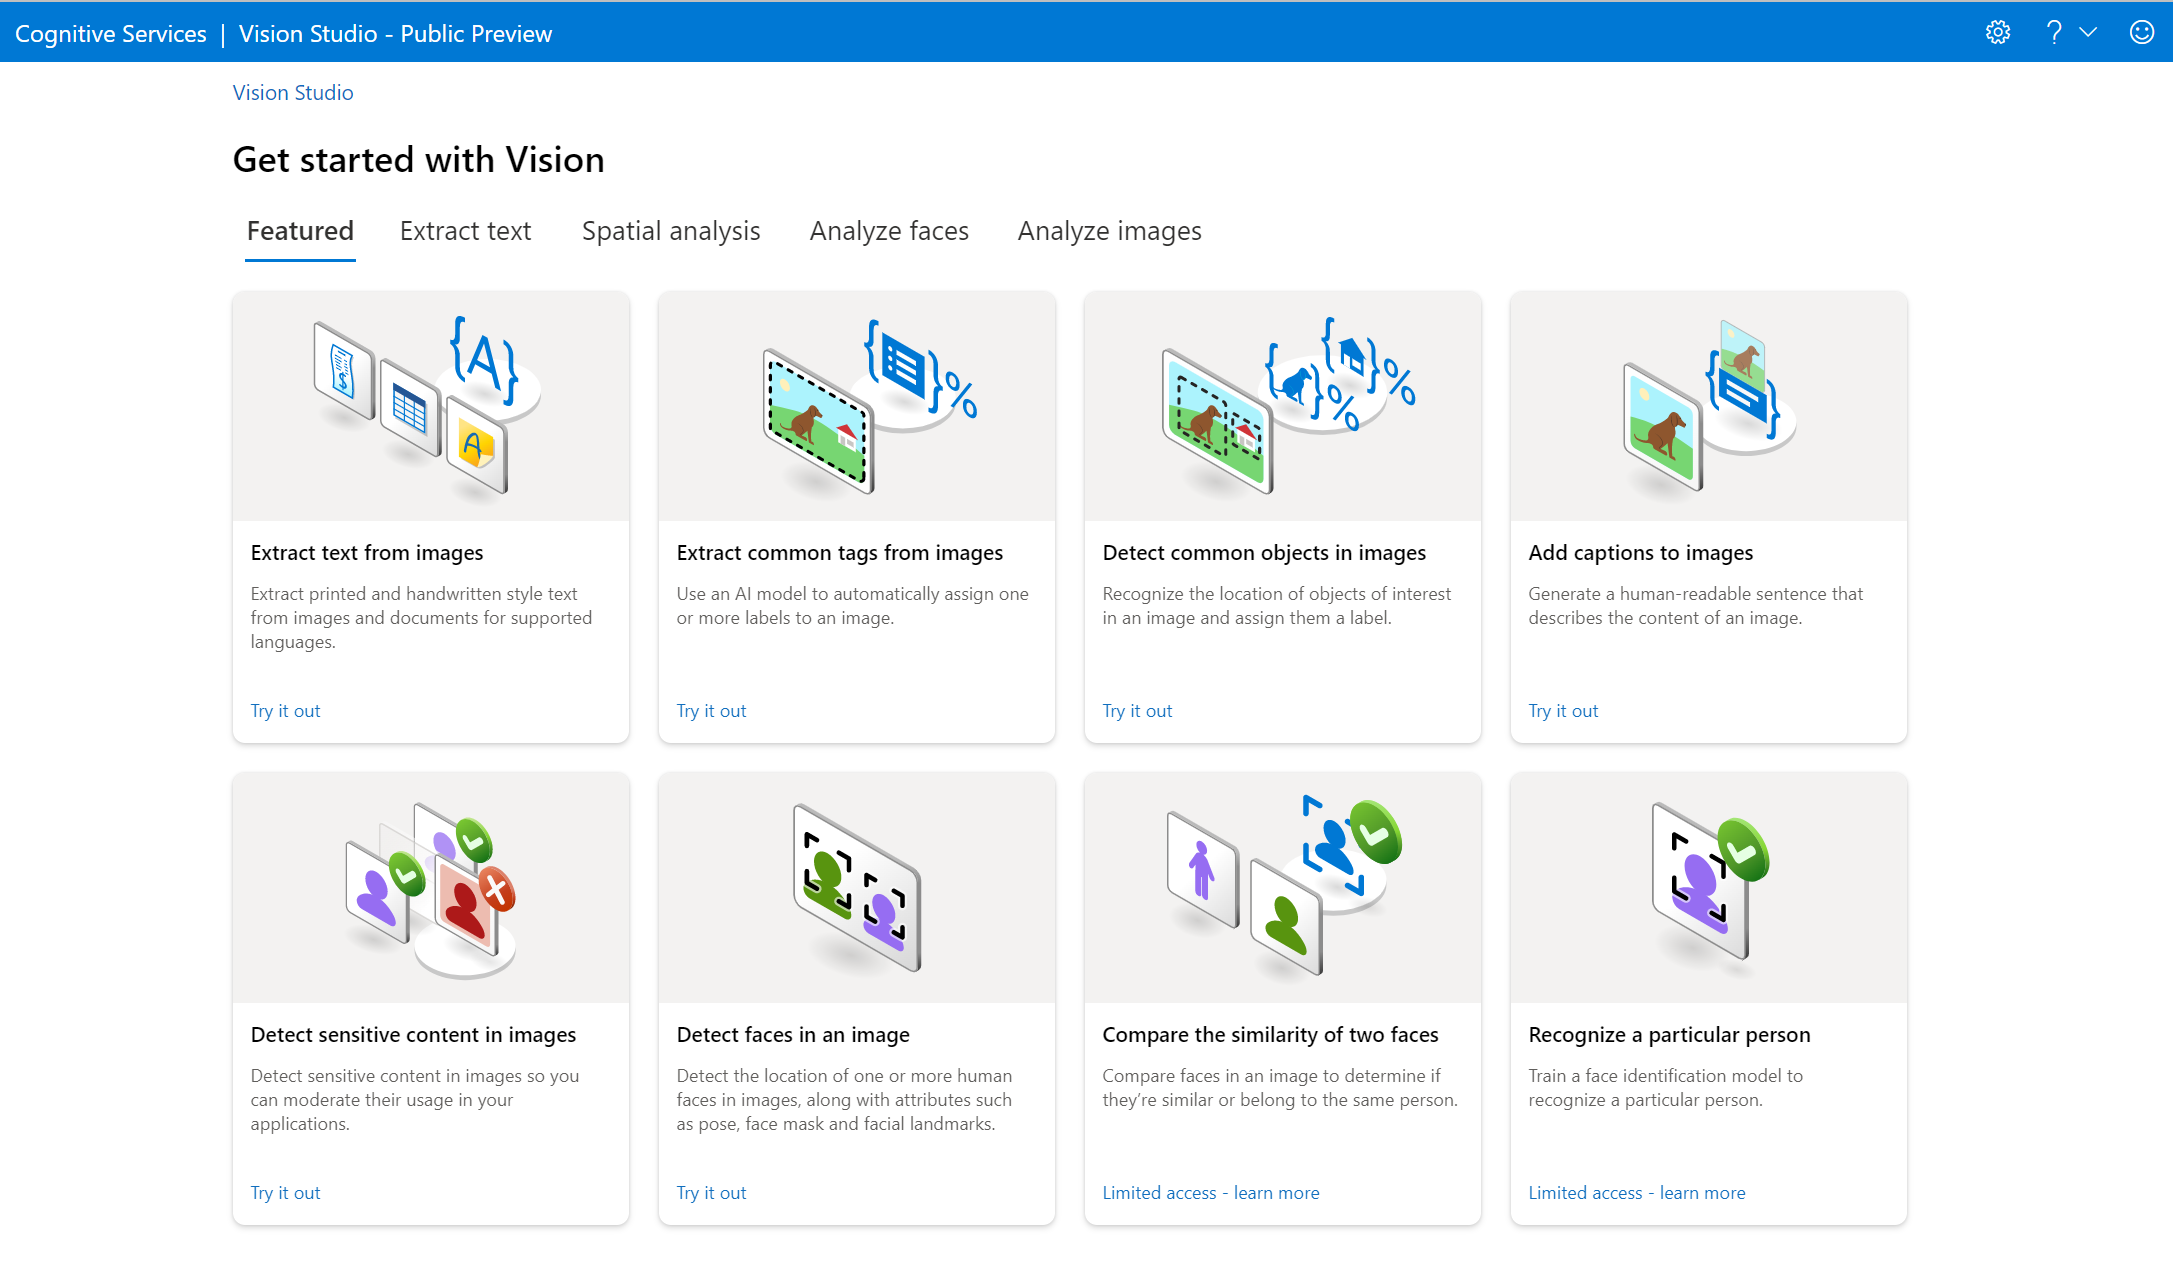 Cognitive Services | Vision Studio - Public Preview
Vision Studio
Get started with Vision
Featured Extract text Spatial analysis Analyze faces Analyze images
Extract text from images
Extract printed and handwritten style text
from images and documents for supported
languages.
Try it out
Extract common tags from images
Use an AI model to automatically assign one
or more labels to an image.
Try it out
Detect common objects in images
Recognize the location of objects of interest
in an image and assign them a label.
Try it out
Add captions to images
Generate a human-readable sentence that
describes the content of an image.
Try it out
Detect sensitive content in images
Detect sensitive content in images so you
can moderate their usage in your
applications.
Try it out
Detect faces in an image
Detect the location of one or more human
faces in images, along with attributes such
as pose, face mask and facial landmarks.
Try it out
Compare the similarity of two faces
Compare faces in an image to determine if
they’re similar or belong to the same person.
Limited access - learn more
Recognize a particular person
Train a face identification model to
recognize a particular person.
Limited access - learn more